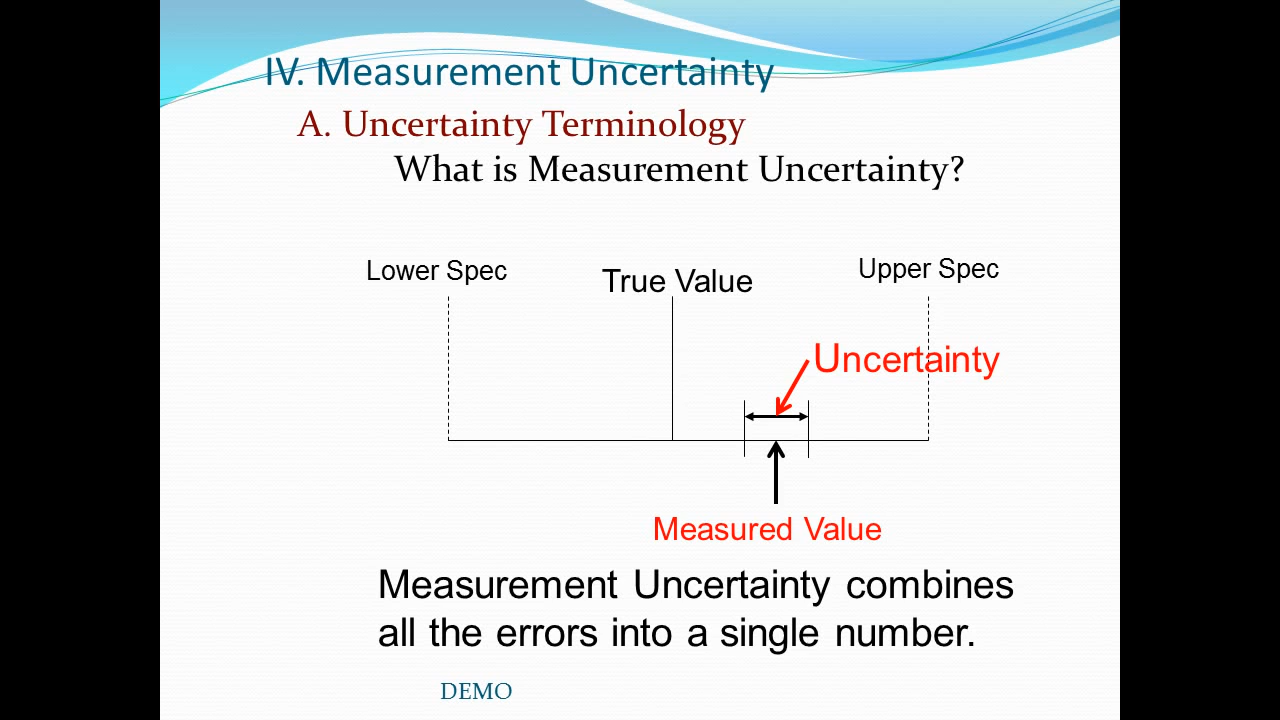 IV. Measurement Uncertainty
A. Uncertainty Terminology
What is Measurement Uncertainty?
Lower Spec
True Value
Upper Spec
Uncertainty
Measured Value
Measurement Uncertainty combines
all the errors into a single number.
DEMO